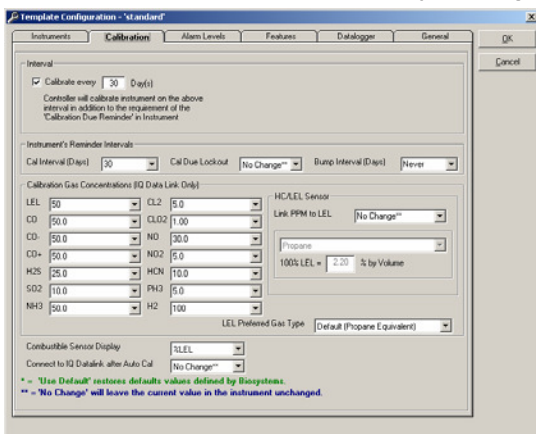 Template Configuration - 'standard'
Instruments Calibration Alarm Levels Features Datalogger General
OK
Cancel
Interval
Calibrate every 30 Day(s)
Controller will calibrate instrument on the above
interval in addition to the requirement of the
'Calibration Due Reminder' in Instrument
Instrument's Reminder Intervals
Cal Interval (Days) 30 Cal Due Lockout No Change** Bump Interval (Days) Never
Calibration Gas Concentrations (IQ Data Link Only)
LEL 50 CL2 5.0
CO 50.0 CLO2 1.00
CO- 50.0 NO 30.0
CO+ 50.0 NO2 5.0
H2S 25.0 HCN 10.0
SO2 10.0 PH3 5.0
NH3 50.0 H2 100
HC/LEL Sensor
Link PPM to LEL No Change**
Propane
100% LEL = 2.20 % by Volume
LEL Preferred Gas Type Default (Propane Equivalent)
Combustible Sensor Display %LEL
Connect to IQ Datalink after Auto Cal No Change**
* = 'Use Default' restores defaults values defined by Biosystems.
** = 'No Change' will leave the current value in the instrument unchanged.